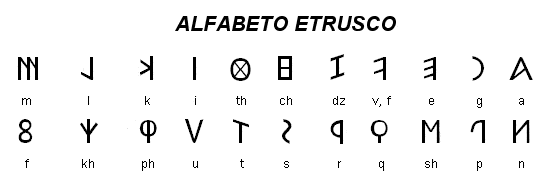 ALFABETO ETRUSCO
𐌌 𐌋 𐌊 𐌉 𐌈 𐌇 𐌆 𐌅 𐌄 𐌂 𐌀
m l k i th ch dz v, f e g a
𐌚 𐌙 𐌘 𐌖 𐌕 𐌔 𐌓 𐌒 𐌑 𐌐 𐌍
f kh ph u t s r q sh p n